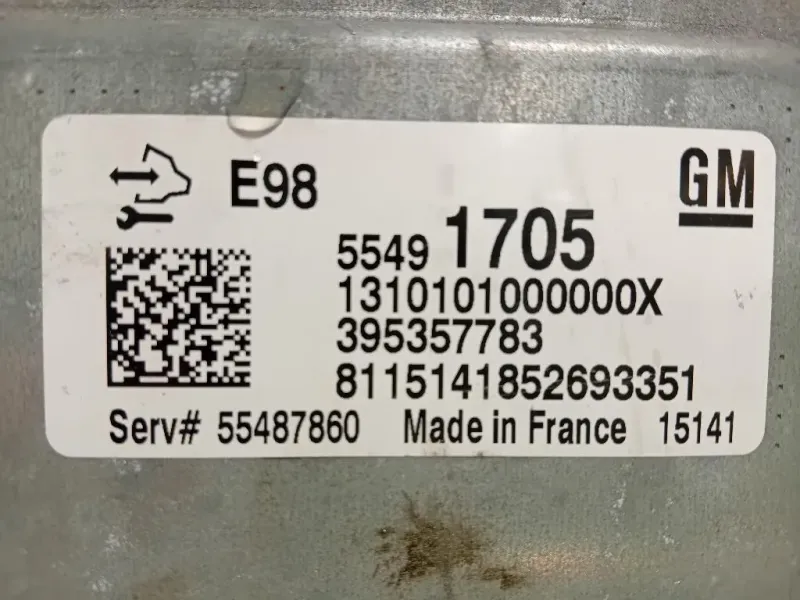 E98 GM
5549 1705
1310101000000X
395357783
8115141852693351
Serv# 55487860 Made in France 15141